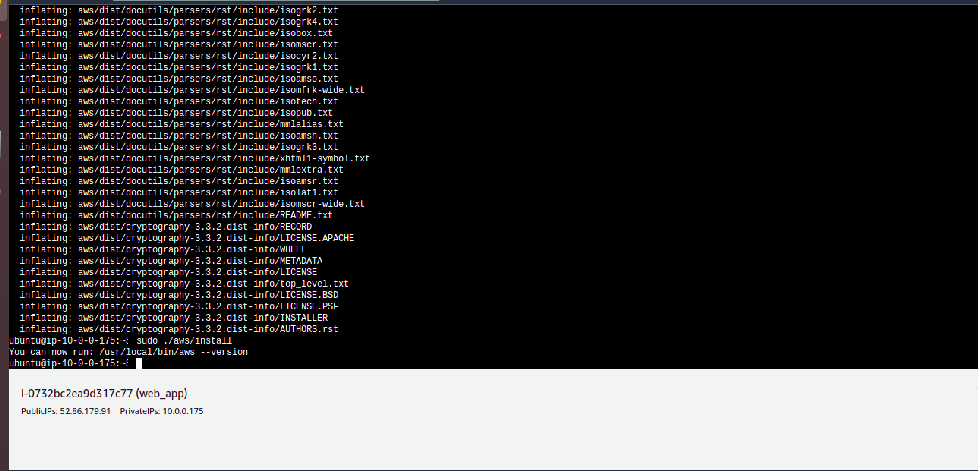 inflating: aws/dist/docutils/parsers/rst/include/isogrk2.txt
inflating: aws/dist/docutils/parsers/rst/include/isogrk4.txt
inflating: aws/dist/docutils/parsers/rst/include/isobox.txt
inflating: aws/dist/docutils/parsers/rst/include/isomscr.txt
inflating: aws/dist/docutils/parsers/rst/include/isocyr2.txt
inflating: aws/dist/docutils/parsers/rst/include/isogrk1.txt
inflating: aws/dist/docutils/parsers/rst/include/isoamso.txt
inflating: aws/dist/docutils/parsers/rst/include/isomfrk-wide.txt
inflating: aws/dist/docutils/parsers/rst/include/isotech.txt
inflating: aws/dist/docutils/parsers/rst/include/isopub.txt
inflating: aws/dist/docutils/parsers/rst/include/mmlalias.txt
inflating: aws/dist/docutils/parsers/rst/include/isoamsn.txt
inflating: aws/dist/docutils/parsers/rst/include/isogrk3.txt
inflating: aws/dist/docutils/parsers/rst/include/xhtml1-symbol.txt
inflating: aws/dist/docutils/parsers/rst/include/mmlextra.txt
inflating: aws/dist/docutils/parsers/rst/include/isoamsr.txt
inflating: aws/dist/docutils/parsers/rst/include/isolat1.txt
inflating: aws/dist/docutils/parsers/rst/include/isomscr-wide.txt
inflating: aws/dist/docutils/parsers/rst/include/README.txt
inflating: aws/dist/cryptography-3.3.2.dist-info/RECORD
inflating: aws/dist/cryptography-3.3.2.dist-info/LICENSE.APACHE
inflating: aws/dist/cryptography-3.3.2.dist-info/WHEEL
inflating: aws/dist/cryptography-3.3.2.dist-info/METADATA
inflating: aws/dist/cryptography-3.3.2.dist-info/LICENSE
inflating: aws/dist/cryptography-3.3.2.dist-info/top_level.txt
inflating: aws/dist/cryptography-3.3.2.dist-info/LICENSE.BSD
inflating: aws/dist/cryptography-3.3.2.dist-info/LICENSE.PSF
inflating: aws/dist/cryptography-3.3.2.dist-info/INSTALLER
inflating: aws/dist/cryptography-3.3.2.dist-info/AUTHORS.rst
ubuntu@ip-10-0-0-175:~$ sudo ./aws/install
You can now run: /usr/local/bin/aws --version
ubuntu@ip-10-0-0-175:~$
i-0732bc2ea9d317c77 (web_app)
PublicIPs: 52.86.179.91 PrivateIPs: 10.0.0.175